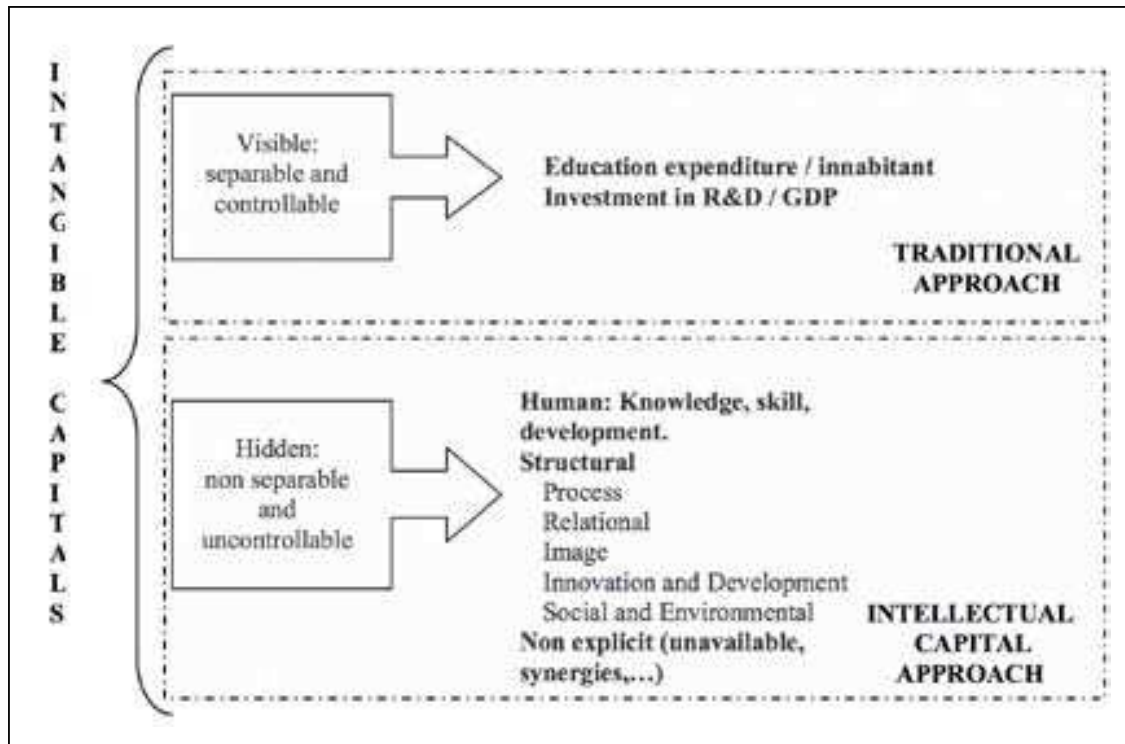 INTANGIBLE CAPITALS
Visible:
separable and
controllable
Education expenditure / innabitant
Investment in R&D / GDP
TRADITIONAL
APPROACH
Hidden:
non separable
and
uncontrollable
Human: Knowledge, skill,
development.
Structural
Process
Relational
Image
Innovation and Development
Social and Environmental
Non explicit (unavailable,
synergies,…)
INTELLECTUAL
CAPITAL
APPROACH